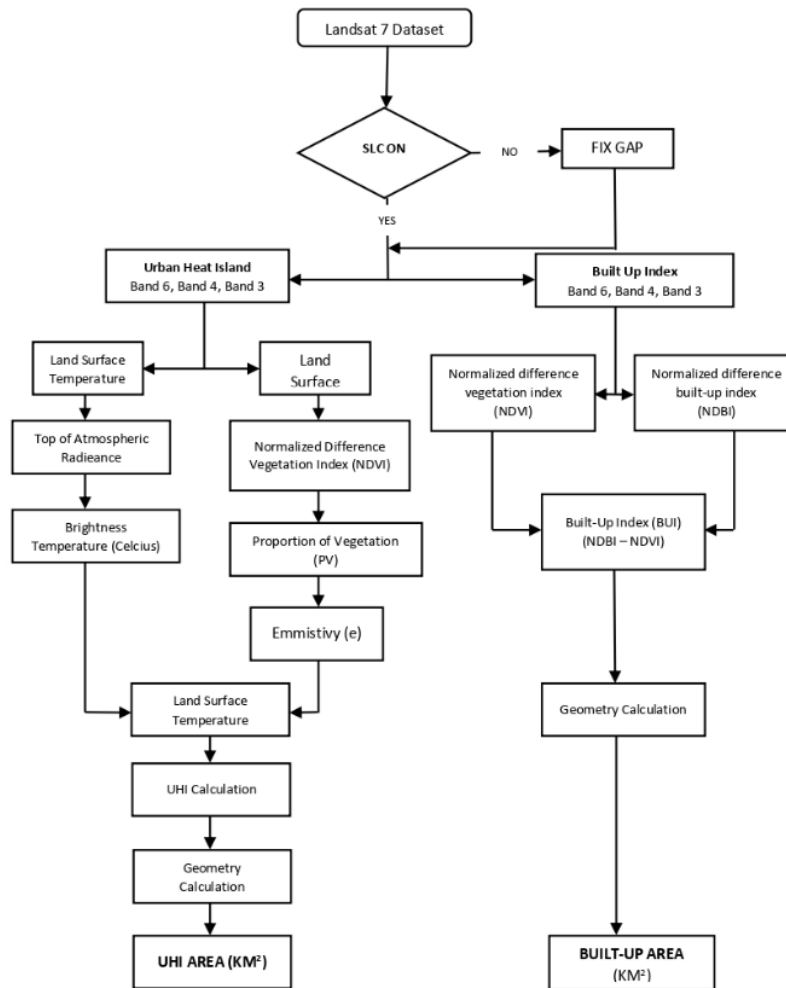 Landsat 7 Dataset
SLC ON
NO
FIX GAP
YES
Urban Heat Island
Band 6, Band 4, Band 3
Built Up Index
Band 6, Band 4, Band 3
Land Surface
Temperature
Land
Surface
Normalized difference
vegetation index
(NDVI)
Normalized difference
built-up index
(NDBI)
Top of Atmospheric
Radieance
Normalized Difference
Vegetation Index (NDVI)
Brightness
Temperature (Celcius)
Proportion of Vegetation
(PV)
Built-Up Index (BUI)
(NDBI – NDVI)
Emmistivy (e)
Land Surface
Temperature
Geometry Calculation
UHI Calculation
Geometry
Calculation
UHI AREA (KM²)
BUILT-UP AREA
(KM²)